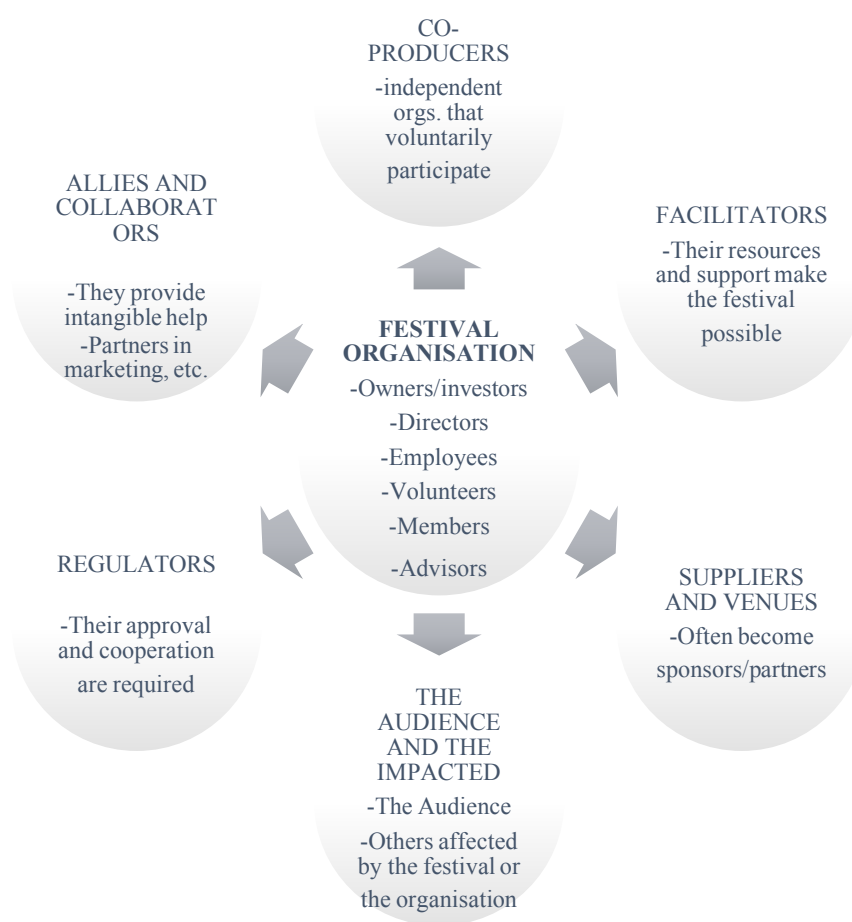 CO-
PRODUCERS
-independent
orgs. that
voluntarily
participate
FACILITATORS
-Their resources
and support make
the festival
possible
SUPPLIERS
AND VENUES
-Often become
sponsors/partners
THE
AUDIENCE
AND THE
IMPACTED
-The Audience
-Others affected
by the festival or
the organisation
REGULATORS
-Their approval
and cooperation
are required
ALLIES AND
COLLABORAT
ORS
-They provide
intangible help
-Partners in
marketing, etc.
FESTIVAL
ORGANISATION
-Owners/investors
-Directors
-Employees
-Volunteers
-Members
-Advisors